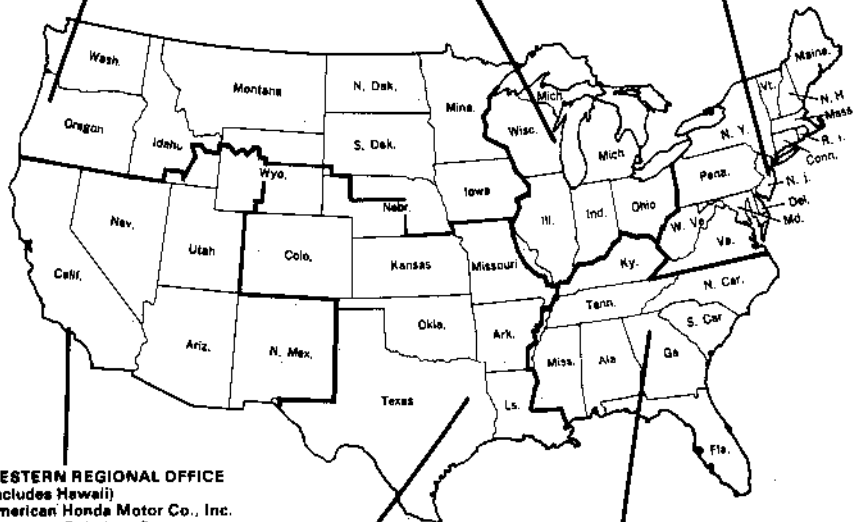 Wash.
Montana
N. Dak.
Minn.
Mich
Maine.
Vt.
N. H
Mass
Oregon
Idaho
S. Dak.
Wisc.
Mich
N. Y.
R. I.
Conn.
Wyo.
Nebr.
Iowa
Ill.
Ind.
Ohio
Pena.
N. j.
Del.
Md.
Nev.
Utah
Colo.
Kansas
Missouri
Ky.
W. Va
Va.
Calif.
Ariz.
N. Mex.
Okla.
Ark.
Tenn.
N. Car.
S. Car
Texas
Ls.
Miss.
Ala
Ga
Fla.
ESTERN REGIONAL OFFICE
ncludes Hawaii)
merican Honda Motor Co., Inc.